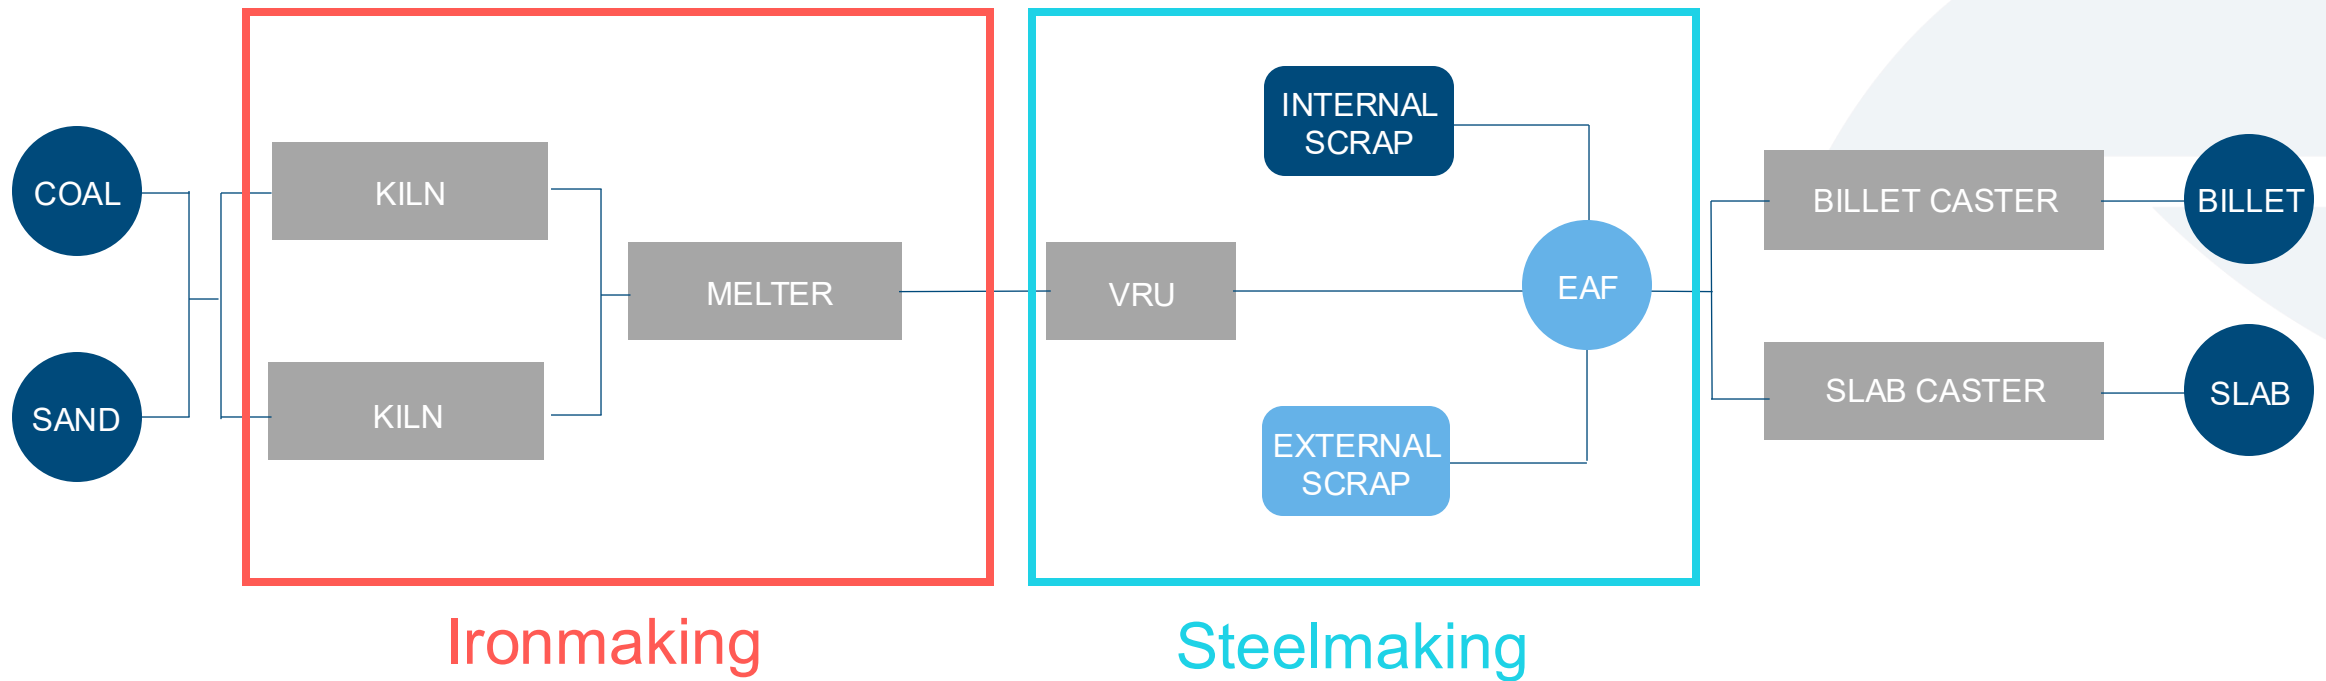 COAL
SAND
KILN
KILN
MELTER
Ironmaking
VRU
INTERNAL
SCRAP
EAF
EXTERNAL
SCRAP
Steelmaking
BILLET CASTER
SLAB CASTER
BILLET
SLAB